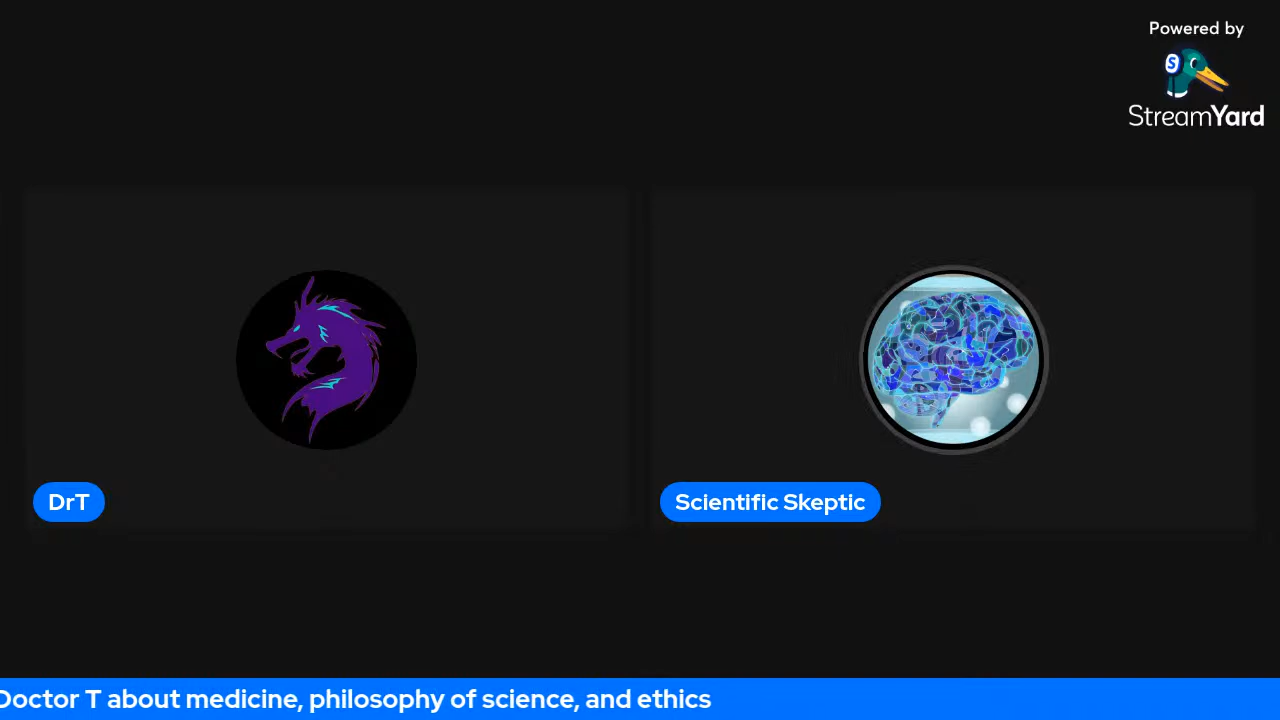 Powered by
S
StreamYard
DrT
Scientific Skeptic
Doctor T about medicine, philosophy of science, and ethics